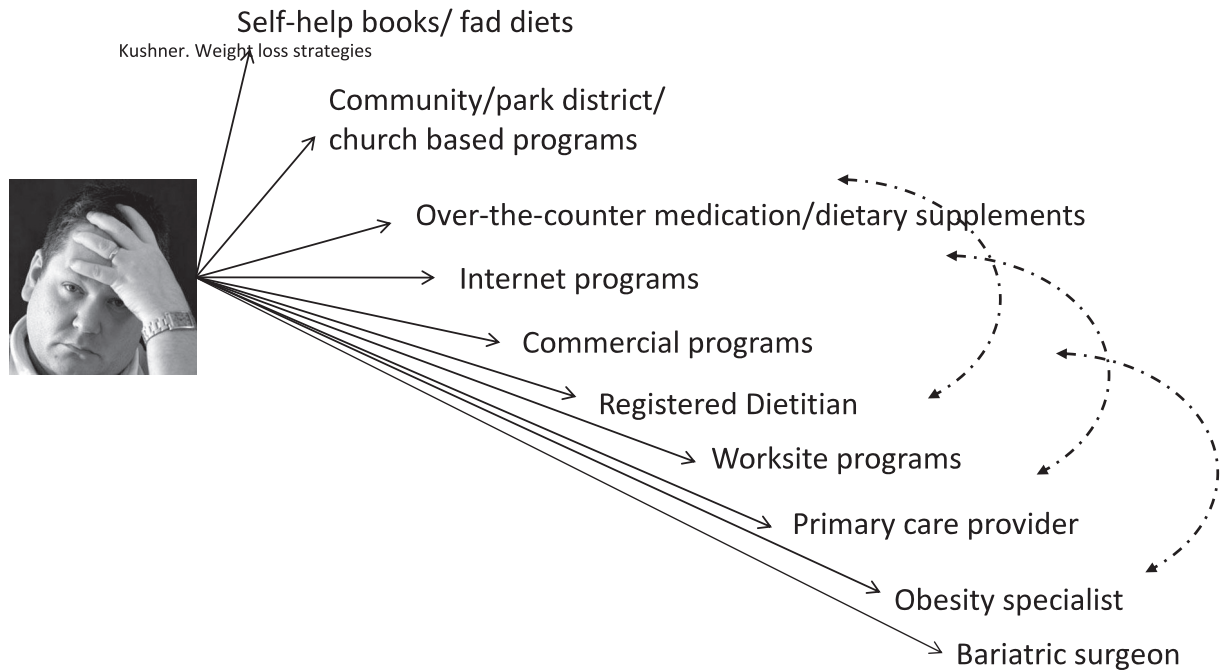 Self-help books/ fad diets
Kushner. Weight loss strategies
Community/park district/
church based programs
Over-the-counter medication/dietary supplements
Internet programs
Commercial programs
Registered Dietitian
Worksite programs
Primary care provider
Obesity specialist
Bariatric surgeon